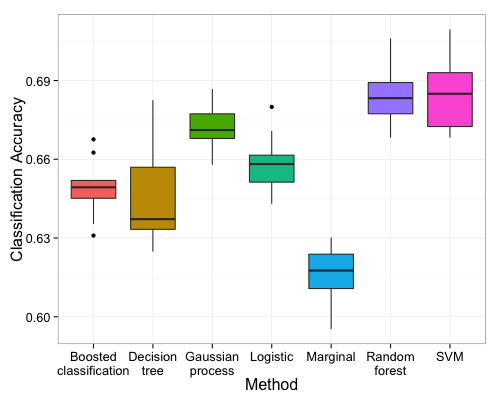 Classification Accuracy
0.69
0.66
0.63
0.60
Boosted classification
Decision tree
Gaussian process
Logistic
Marginal
Random forest
SVM
Method